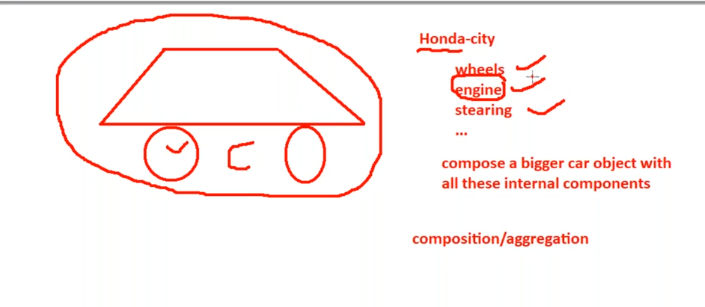 Honda-city
wheels
engine
stearing
...
compose a bigger car object with
all these internal components
composition/aggregation